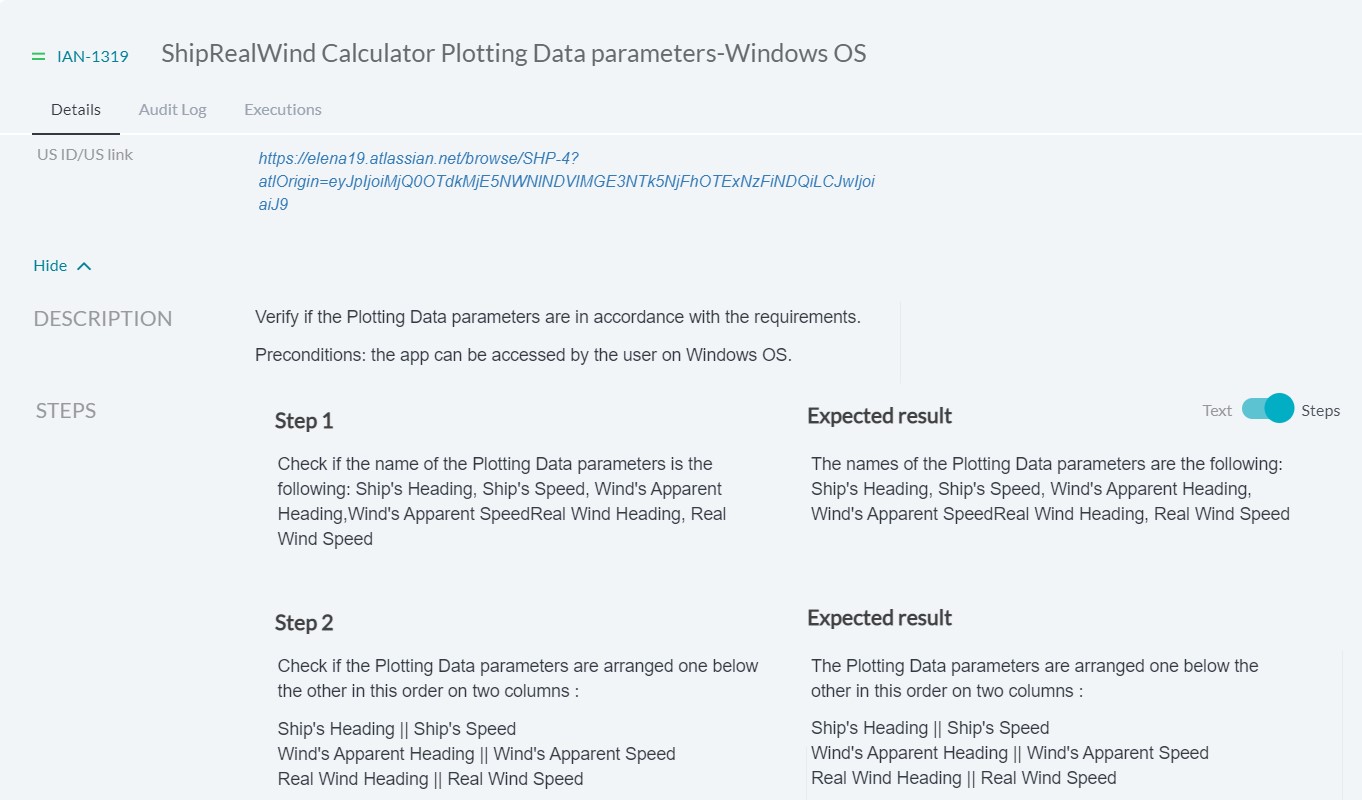 IAN-1319 ShipRealWind Calculator Plotting Data parameters-Windows OS
Details Audit Log Executions
US ID/US link
https://elena19.atlassian.net/browse/SHP-4?
atlOrigin=eyJpIjoiMjQ0OTdkMjE5NWNlNDVlMGE3NTk5NjFhOTExNzFiNDQiLCJwIjoi
aiJ9
Hide
DESCRIPTION
Verify if the Plotting Data parameters are in accordance with the requirements.
Preconditions: the app can be accessed by the user on Windows OS.
STEPS
Text Steps
Step 1
Check if the name of the Plotting Data parameters is the
following: Ship's Heading, Ship's Speed, Wind's Apparent
Heading,Wind's Apparent SpeedReal Wind Heading, Real
Wind Speed
Expected result
The names of the Plotting Data parameters are the following:
Ship's Heading, Ship's Speed, Wind's Apparent Heading,
Wind's Apparent SpeedReal Wind Heading, Real Wind Speed
Step 2
Check if the Plotting Data parameters are arranged one below
the other in this order on two columns :
Ship's Heading || Ship's Speed
Wind's Apparent Heading || Wind's Apparent Speed
Real Wind Heading || Real Wind Speed
Expected result
The Plotting Data parameters are arranged one below the
other in this order on two columns :
Ship's Heading || Ship's Speed
Wind's Apparent Heading || Wind's Apparent Speed
Real Wind Heading || Real Wind Speed